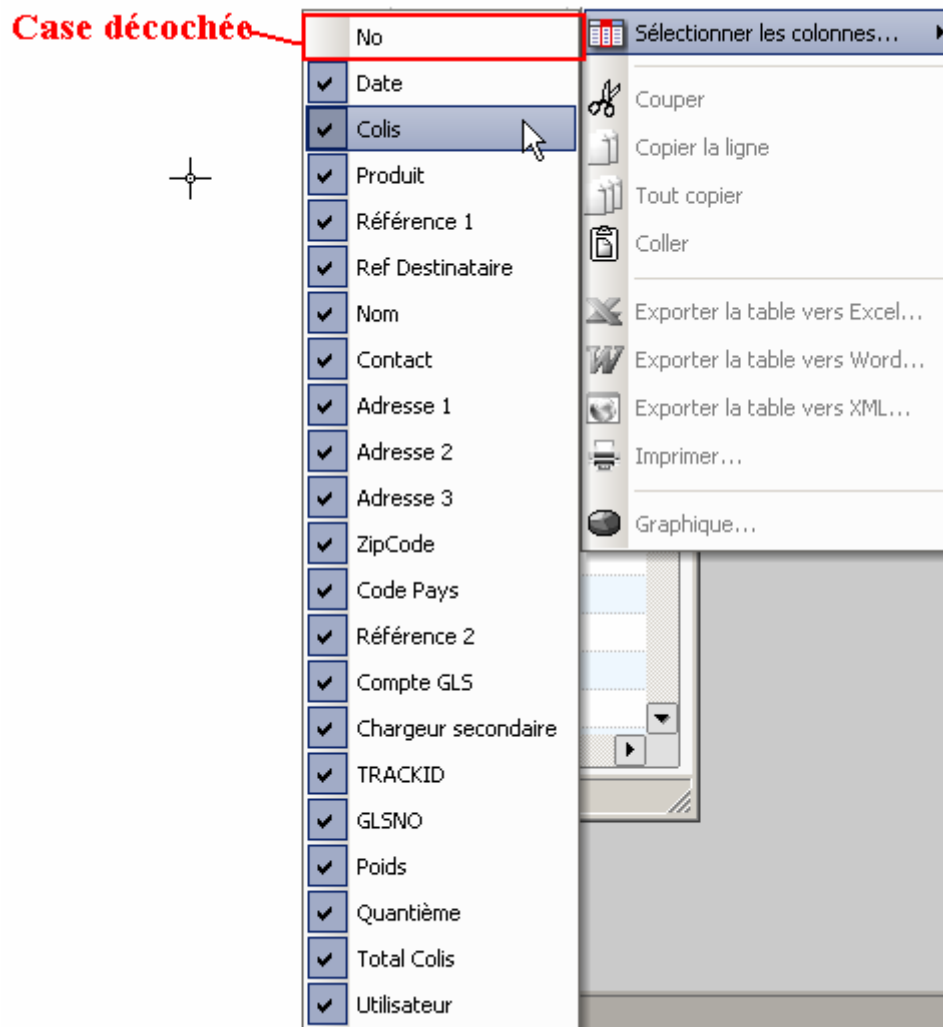 Case décochée
No
Date
Colis
Produit
Référence 1
Ref Destinataire
Nom
Contact
Adresse 1
Adresse 2
Adresse 3
ZipCode
Code Pays
Référence 2
Compte GLS
Chargeur secondaire
TRACKID
GLSNO
Poids
Quantième
Total Colis
Utilisateur
Sélectionner les colonnes...
Couper
Copier la ligne
Tout copier
Coller
Exporter la table vers Excel...
Exporter la table vers Word...
Exporter la table vers XML...
Imprimer...
Graphique...